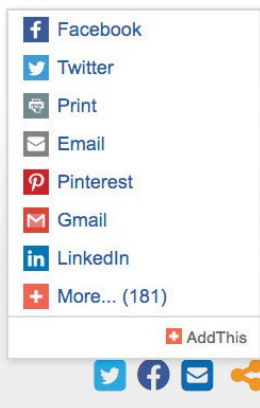 Facebook
Twitter
Print
Email
Pinterest
Gmail
LinkedIn
More... (181)
AddThis